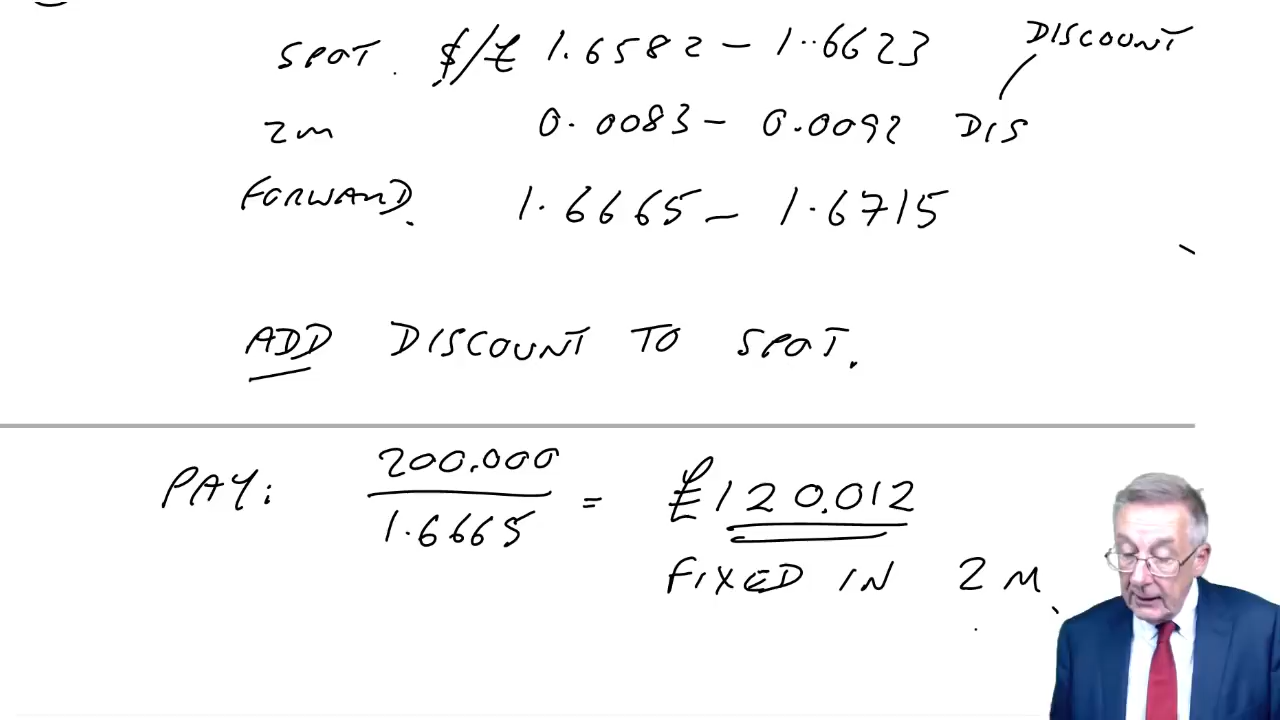 SPOT. $/£ 1.6582 - 1.6623 DISCOUNT
2m 0.0083 - 0.0092 DIS
FORWARD. 1.6665 - 1.6715
ADD DISCOUNT TO SPOT.
PAY: 200.000 / 1.6665 = £120.012
FIXED IN 2 M.